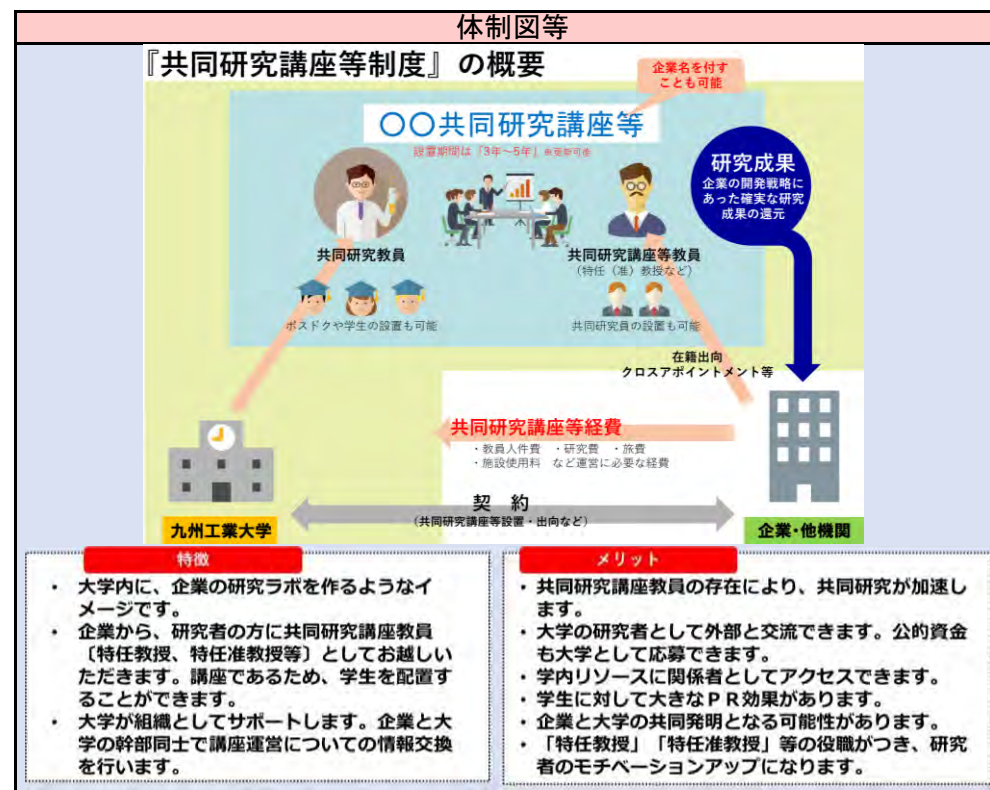 体制図等
『共同研究講座等制度』の概要
企業名を付す
ことも可能
〇〇共同研究講座等
設置期間は「3年～5年」※更新可能
研究成果
企業の開発戦略に
あった確実な研究
成果の還元
共同研究教員
共同研究講座等教員
(特任(准)教授など)
ポスドクや学生の設置も可能
共同研究員の設置も可能
在籍出向
クロスアポイントメント等
共同研究講座等経費
・教員人件費 ・研究費 ・旅費
・施設使用料 など運営に必要な経費
契 約
(共同研究講座等設置・出向など)
九州工業大学
企業・他機関
特徴
・ 大学内に、企業の研究ラボを作るようなイ
メージです。
・ 企業から、研究者の方に共同研究講座教員
〔特任教授、特任准教授等〕としてお越しい
ただきます。講座であるため、学生を配置す
ることができます。
・ 大学が組織としてサポートします。企業と大
学の幹部同士で講座運営についての情報交換
を行います。
メリット
・ 共同研究講座教員の存在により、共同研究が加速し
ます。
・ 大学の研究者として外部と交流できます。公的資金
も大学として応募できます。
・ 学内リソースに関係者としてアクセスできます。
・ 学生に対して大きなＰＲ効果があります。
・ 企業と大学の共同発明となる可能性があります。
・ 「特任教授」「特任准教授」等の役職がつき、研究
者のモチベーションアップになります。